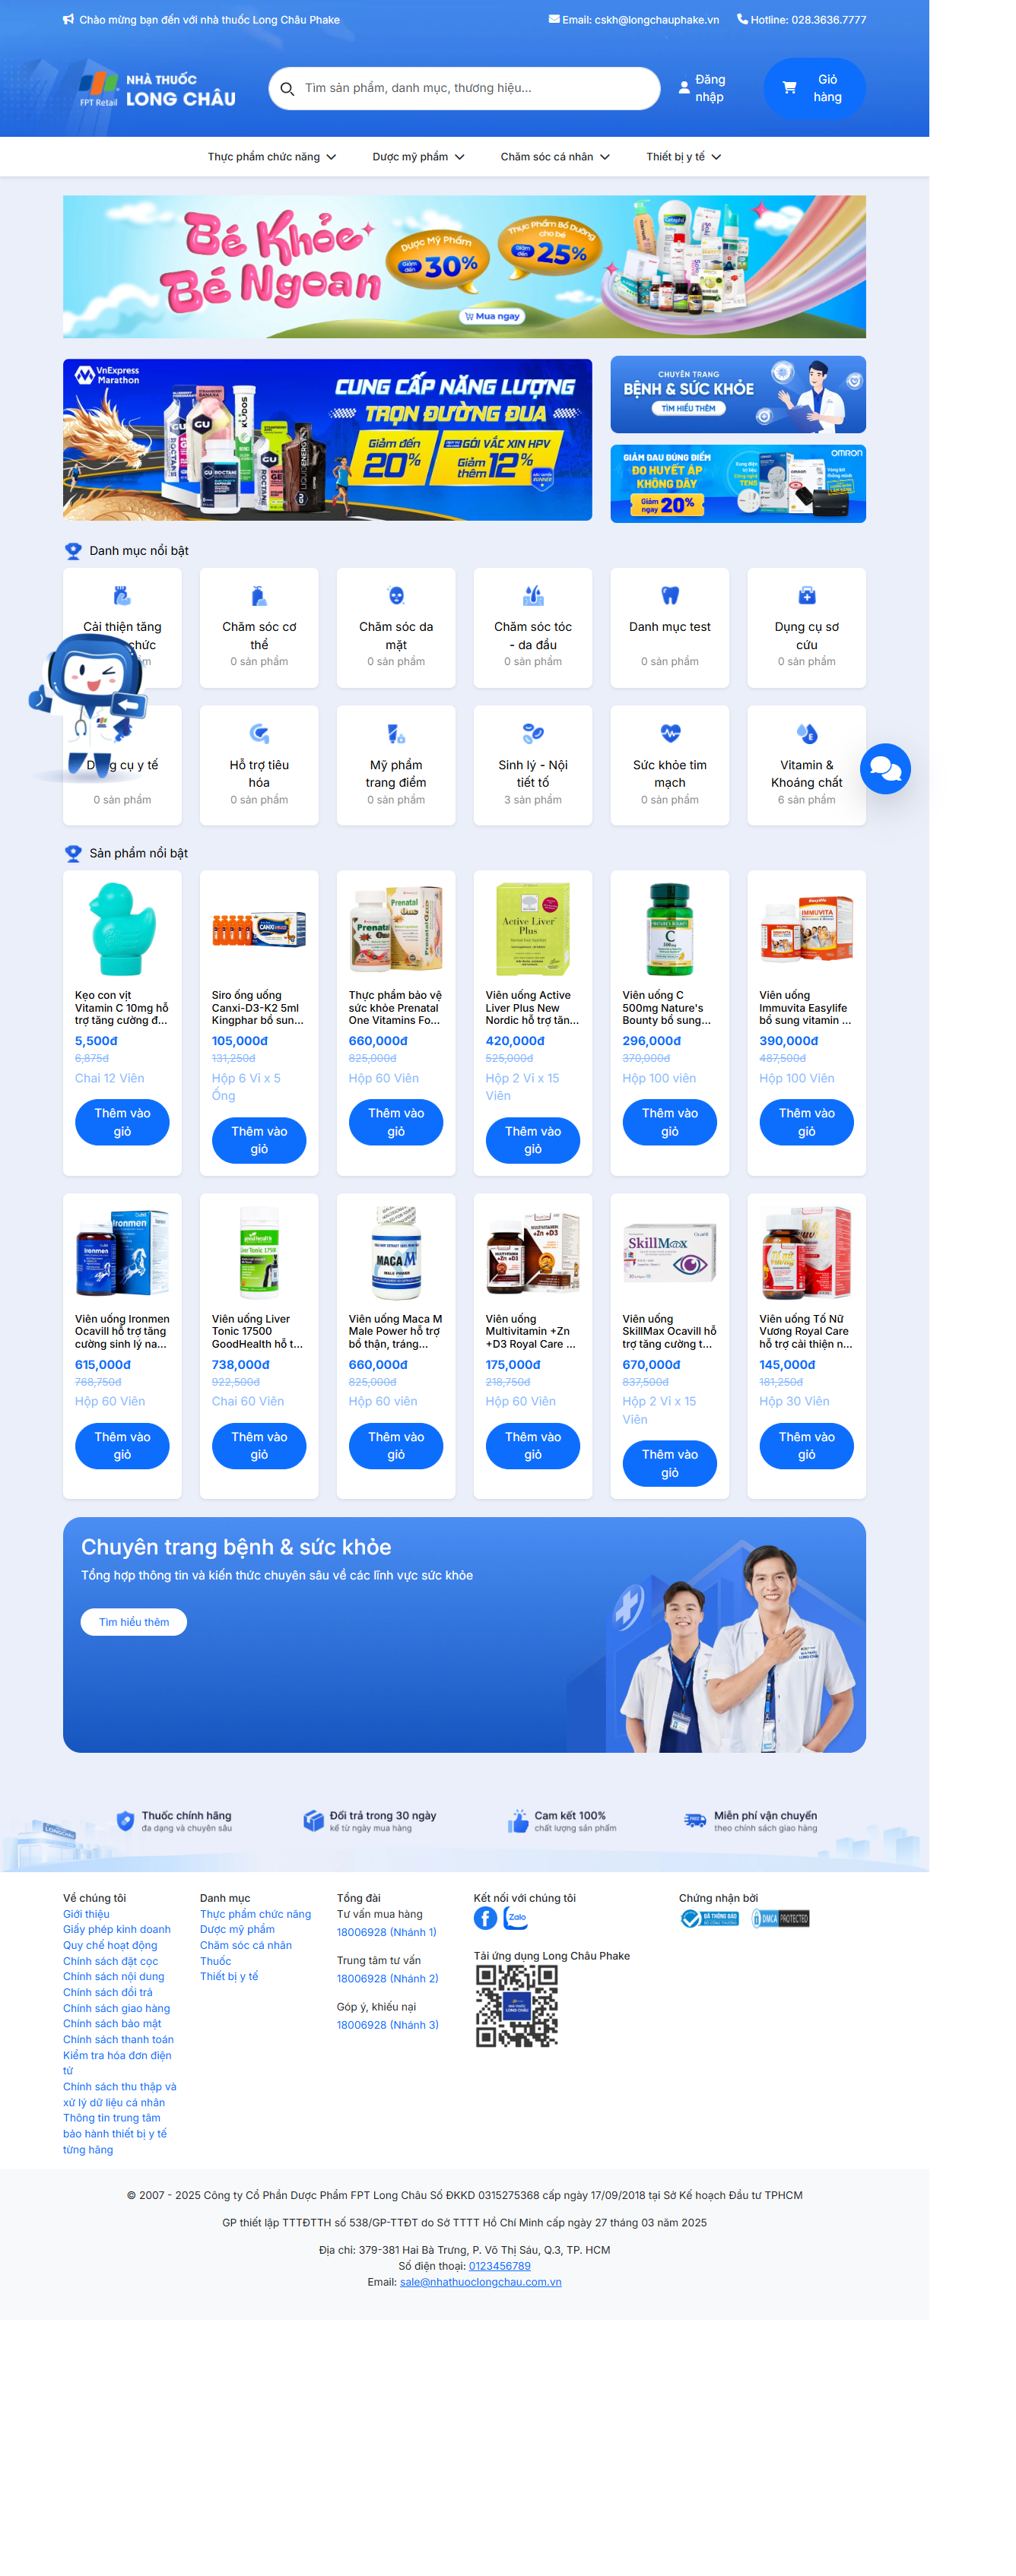 Chào mừng bạn đến với nhà thuốc Long Châu Phake
Email: cskh@longchauphake.vn
Hotline: 028.3636.7777
FPT Retail
NHÀ THUỐC
LONG CHÂU
Tìm sản phẩm, danh mục, thương hiệu...
Đăng
nhập
Giỏ
hàng
Thực phẩm chức năng
Dược mỹ phẩm
Chăm sóc cá nhân
Thiết bị y tế
Bé Khỏe
Bé Ngoan
Dược Mỹ Phẩm
Giảm đến 30%
Thực Phẩm Bổ Dưỡng
cho bé
Giảm đến 25%
Cetaphil
Mua ngay
VnExpress
Marathon
CUNG CẤP NĂNG LƯỢNG
TRỌN ĐƯỜNG ĐUA
Giảm đến
20%
GÓI VẮC XIN HPV
Giảm
thêm 12%
CHUYÊN TRANG
BỆNH & SỨC KHỎE
TÌM HIỂU THÊM
GIẢM ĐAU ĐÚNG ĐIỂM
ĐO HUYẾT ÁP
KHÔNG DÂY
Giảm
ngay 20%
OMRON
TENS
Danh mục nổi bật
Cải thiện tăng
chức
Chăm sóc cơ
thể
0 sản phẩm
Chăm sóc da
mặt
0 sản phẩm
Chăm sóc tóc
- da đầu
0 sản phẩm
Danh mục test
0 sản phẩm
Dụng cụ sơ
cứu
0 sản phẩm
Dụng cụ y tế
0 sản phẩm
Hỗ trợ tiêu
hóa
0 sản phẩm
Mỹ phẩm
trang điểm
0 sản phẩm
Sinh lý - Nội
tiết tố
3 sản phẩm
Sức khỏe tim
mạch
0 sản phẩm
Vitamin &
Khoáng chất
6 sản phẩm
Sản phẩm nổi bật
Kẹo con vịt
Vitamin C 10mg hỗ
trợ tăng cường đ...
5,500đ
6,875đ
Chai 12 Viên
Thêm vào
giỏ
Siro ống uống
Canxi-D3-K2 5ml
Kingphar bổ sun...
105,000đ
131,250đ
Hộp 6 Vỉ x 5
Ống
Thêm vào
giỏ
Thực phẩm bảo vệ
sức khỏe Prenatal
One Vitamins Fo...
660,000đ
825,000đ
Hộp 60 Viên
Thêm vào
giỏ
Active Liver
Plus
Viên uống Active
Liver Plus New
Nordic hỗ trợ tăn...
420,000đ
525,000đ
Hộp 2 Vỉ x 15
Viên
Thêm vào
giỏ
Viên uống C
500mg Nature's
Bounty bổ sung...
296,000đ
370,000đ
Hộp 100 viên
Thêm vào
giỏ
IMMUVITA
Viên uống
Immuvita Easylife
bổ sung vitamin ...
390,000đ
487,500đ
Hộp 100 Viên
Thêm vào
giỏ
Ironmen
Viên uống Ironmen
Ocavill hỗ trợ tăng
cường sinh lý na...
615,000đ
768,750đ
Hộp 60 Viên
Thêm vào
giỏ
goodhealth
Viên uống Liver
Tonic 17500
GoodHealth hỗ t...
738,000đ
922,500đ
Chai 60 Viên
Thêm vào
giỏ
MACA M
MALE POWER
Viên uống Maca M
Male Power hỗ trợ
bổ thận, tráng...
660,000đ
825,000đ
Hộp 60 viên
Thêm vào
giỏ
MULTIVITAMIN
+Zn +D3
Viên uống
Multivitamin +Zn
+D3 Royal Care ...
175,000đ
218,750đ
Hộp 60 Viên
Thêm vào
giỏ
SkillMax
Viên uống
SkillMax Ocavill hỗ
trợ tăng cường t...
670,000đ
837,500đ
Hộp 2 Vỉ x 15
Viên
Thêm vào
giỏ
Viên uống Tố Nữ
Vương Royal Care
hỗ trợ cải thiện n...
145,000đ
181,250đ
Hộp 30 Viên
Thêm vào
giỏ
Chuyên trang bệnh & sức khỏe
Tổng hợp thông tin và kiến thức chuyên sâu về các lĩnh vực sức khỏe
Tìm hiểu thêm
Thuốc chính hãng
đa dạng và chuyên sâu
Đổi trả trong 30 ngày
kể từ ngày mua hàng
Cam kết 100%
chất lượng sản phẩm
FREE
Miễn phí vận chuyển
theo chính sách giao hàng
Về chúng tôi
Giới thiệu
Giấy phép kinh doanh
Quy chế hoạt động
Chính sách đặt cọc
Chính sách nội dung
Chính sách đổi trả
Chính sách giao hàng
Chính sách bảo mật
Chính sách thanh toán
Kiểm tra hóa đơn điện
tử
Chính sách thu thập và
xử lý dữ liệu cá nhân
Thông tin trung tâm
bảo hành thiết bị y tế
từng hãng
Danh mục
Thực phẩm chức năng
Dược mỹ phẩm
Chăm sóc cá nhân
Thuốc
Thiết bị y tế
Tổng đài
Tư vấn mua hàng
18006928 (Nhánh 1)
Trung tâm tư vấn
18006928 (Nhánh 2)
Góp ý, khiếu nại
18006928 (Nhánh 3)
Kết nối với chúng tôi
Zalo
Tải ứng dụng Long Châu Phake
Chứng nhận bởi
ĐÃ THÔNG BÁO
DMCA PROTECTED
© 2007 - 2025 Công ty Cổ Phần Dược Phẩm FPT Long Châu Số ĐKKD 0315275368 cấp ngày 17/09/2018 tại Sở Kế hoạch Đầu tư TPHCM
GP thiết lập TTTĐTTH số 538/GP-TTĐT do Sở TTTT Hồ Chí Minh cấp ngày 27 tháng 03 năm 2025
Địa chỉ: 379-381 Hai Bà Trưng, P. Võ Thị Sáu, Q.3, TP. HCM
Số điện thoại: 0123456789
Email: sale@nhathuoclongchau.com.vn